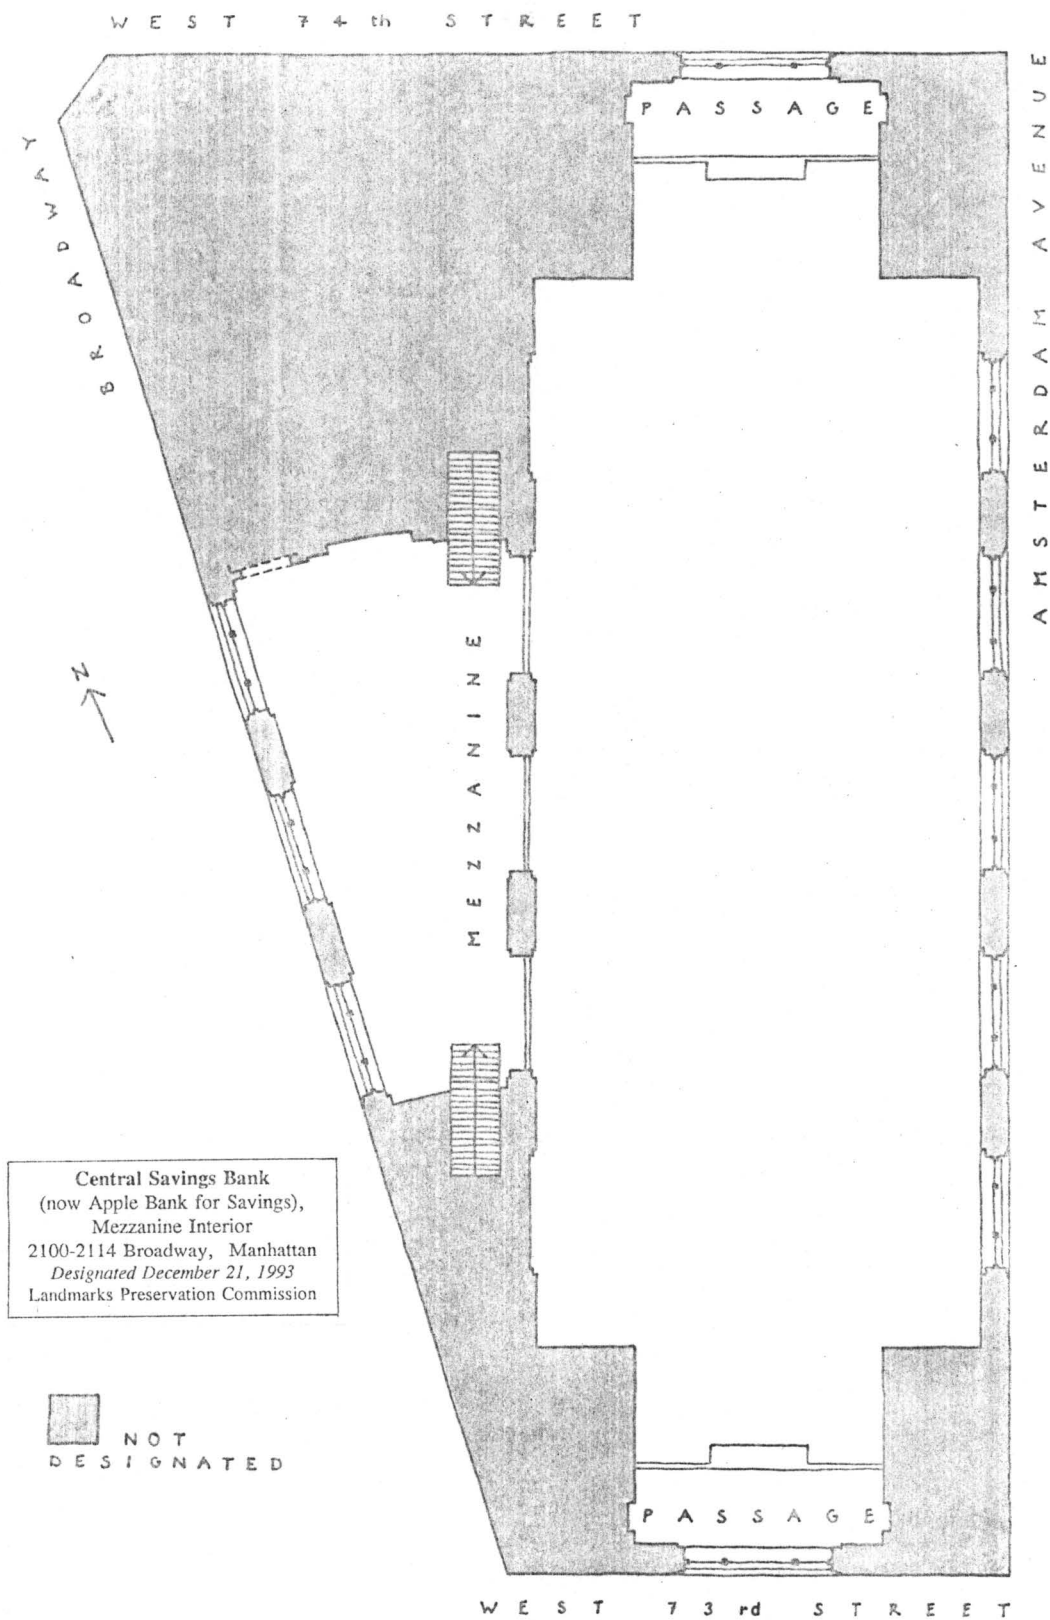 WEST 74th STREET
PASSAGE
BROADWAY
AMSTERDAM AVENUE
N
MEZZANINE
Central Savings Bank
(now Apple Bank for Savings),
Mezzanine Interior
2100-2114 Broadway, Manhattan
Designated December 21, 1993
Landmarks Preservation Commission
NOT
DESIGNATED
PASSAGE
WEST 73rd STREET